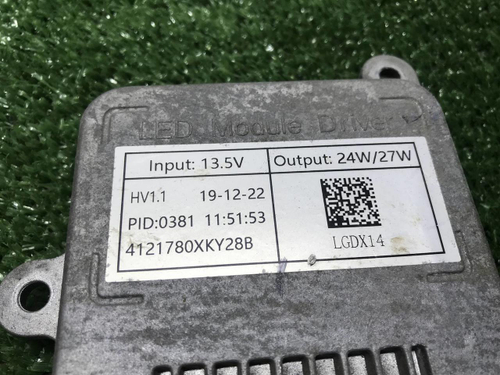 LED Module Driver
Input: 13.5V
Output: 24W/27W
HV1.1 19-12-22
PID:0381 11:51:53
4121780XKY28B
LGDX14